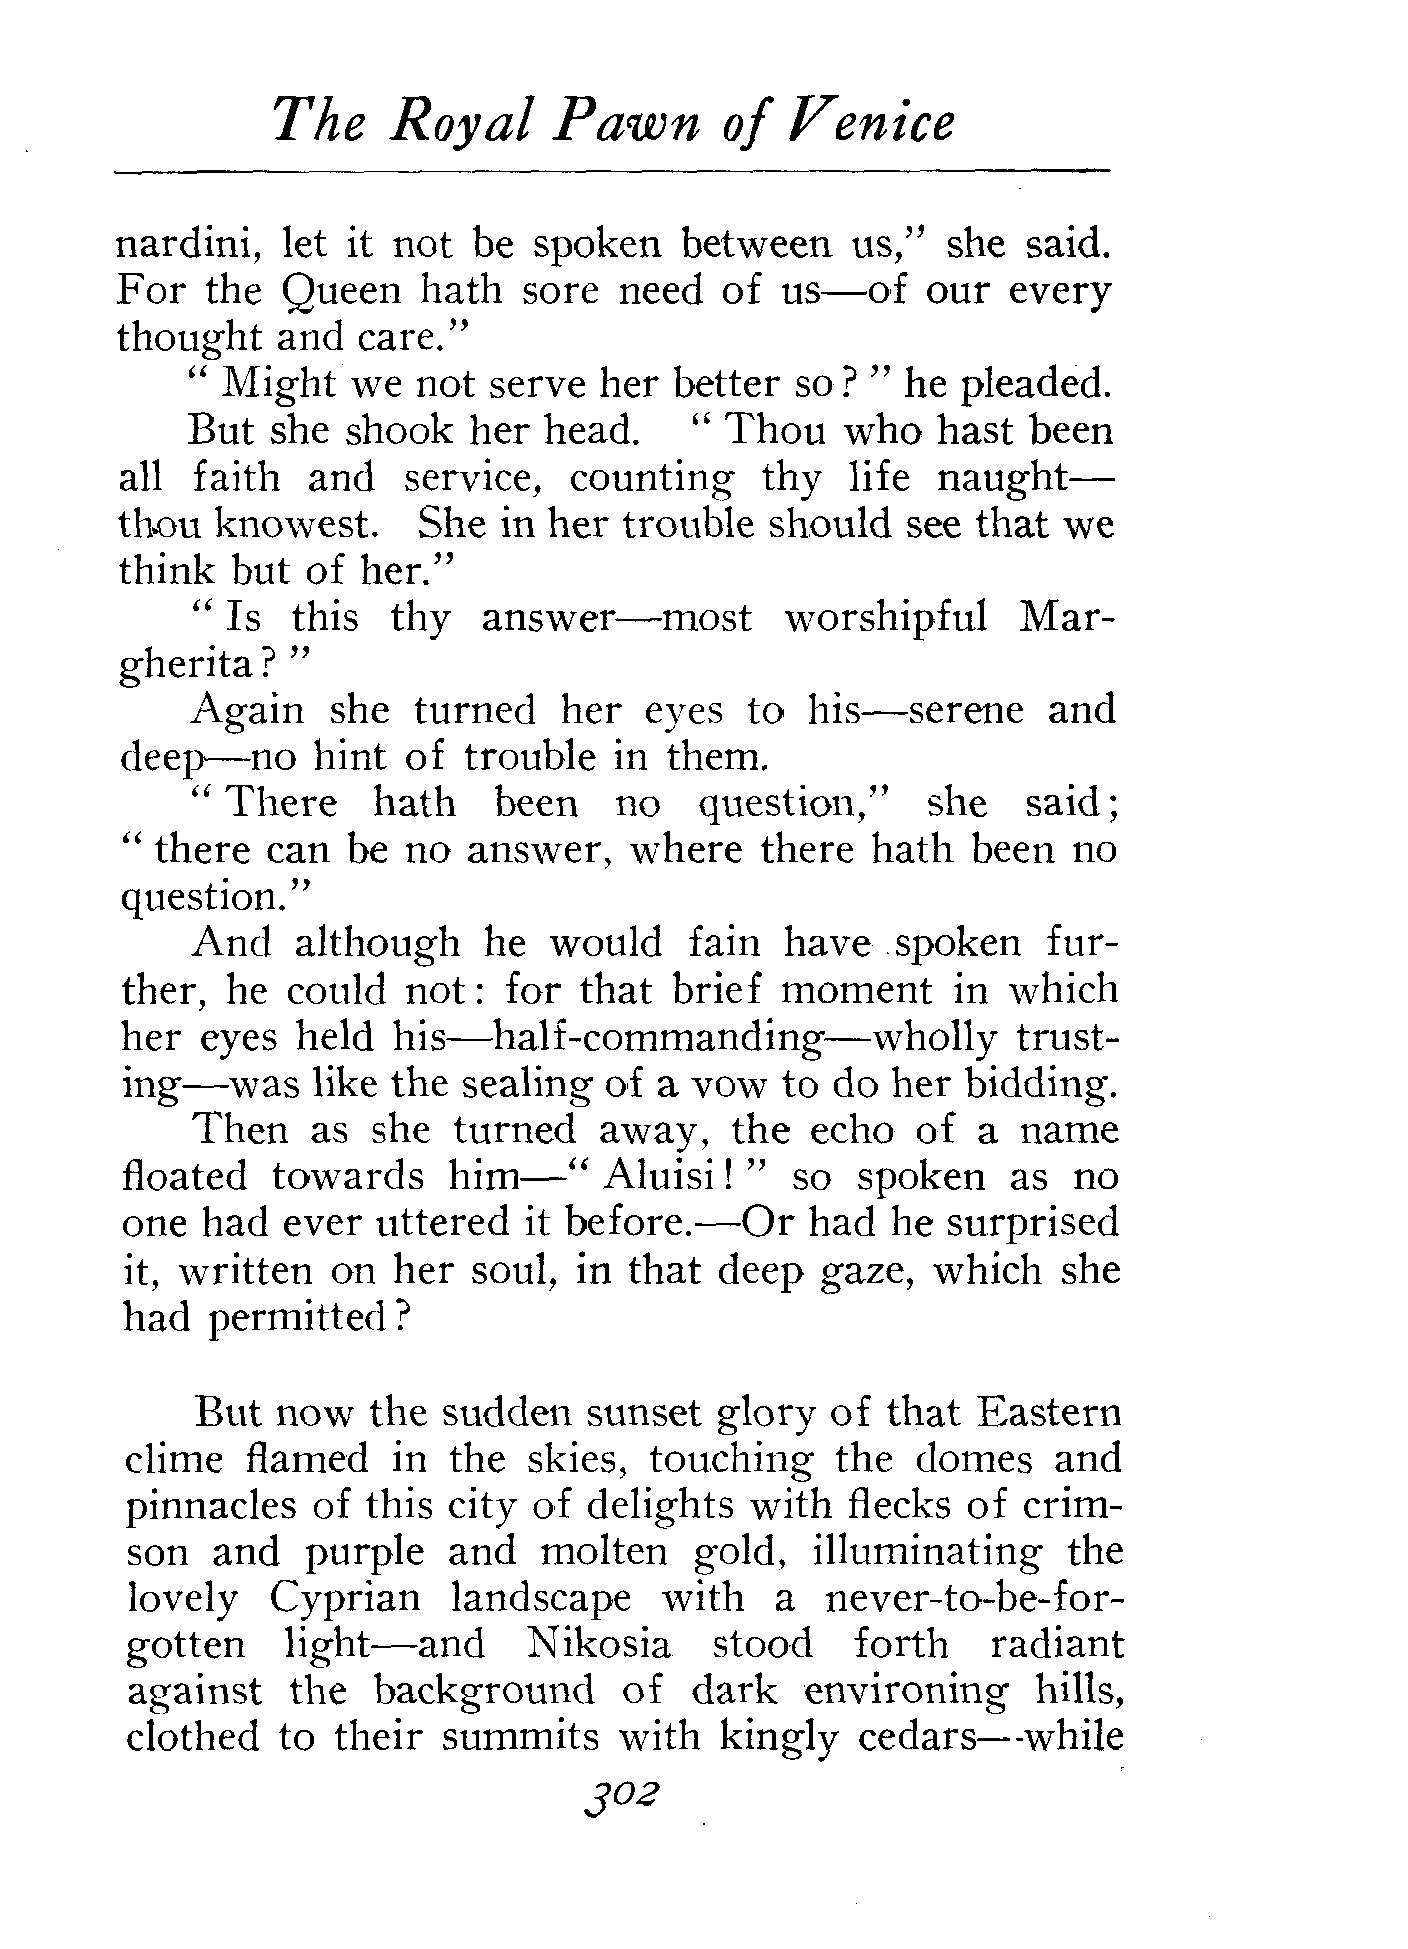 The Royal Pawn of Venice
nardini, let it not be spoken between us,” she said.
For the Queen hath sore need of us—of our every
thought and care.”
“ Might we not serve her better so? ” he pleaded.
But she shook her head. “ Thou who hast been
all faith and service, counting thy life naught—
thou knowest. She in her trouble should see that we
think but of her.”
“ Is this thy answer—most worshipful Mar-
gherita? ”
Again she turned her eyes to his—serene and
deep—no hint of trouble in them.
“ There hath been no question,” she said;
“ there can be no answer, where there hath been no
question.”
And although he would fain have spoken fur-
ther, he could not: for that brief moment in which
her eyes held his—half-commanding—wholly trust-
ing—was like the sealing of a vow to do her bidding.
Then as she turned away, the echo of a name
floated towards him—“ Aluisi! ” so spoken as no
one had ever uttered it before.—Or had he surprised
it, written on her soul, in that deep gaze, which she
had permitted?
But now the sudden sunset glory of that Eastern
clime flamed in the skies, touching the domes and
pinnacles of this city of delights with flecks of crim-
son and purple and molten gold, illuminating the
lovely Cyprian landscape with a never-to-be-for-
gotten light—and Nikosia stood forth radiant
against the background of dark environing hills,
clothed to their summits with kingly cedars—while
302